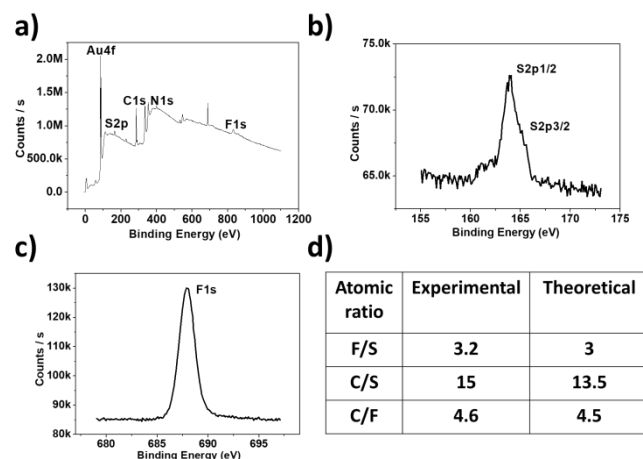 a)
Au4f
2.0M
1.5M
1.0M
500.0k
0.0
C1s N1s
S2p
F1s
Counts / s
0 200 400 600 800 1000 1200
Binding Energy (eV)
b)
75.0k
70.0k
65.0k
S2p1/2
S2p3/2
Counts / s
155 160 165 170 175
Binding Energy (eV)
c)
130k
120k
110k
100k
90k
80k
F1s
Counts / s
680 685 690 695
Binding Energy (eV)
d)
Atomic ratio Experimental Theoretical
F/S 3.2 3
C/S 15 13.5
C/F 4.6 4.5